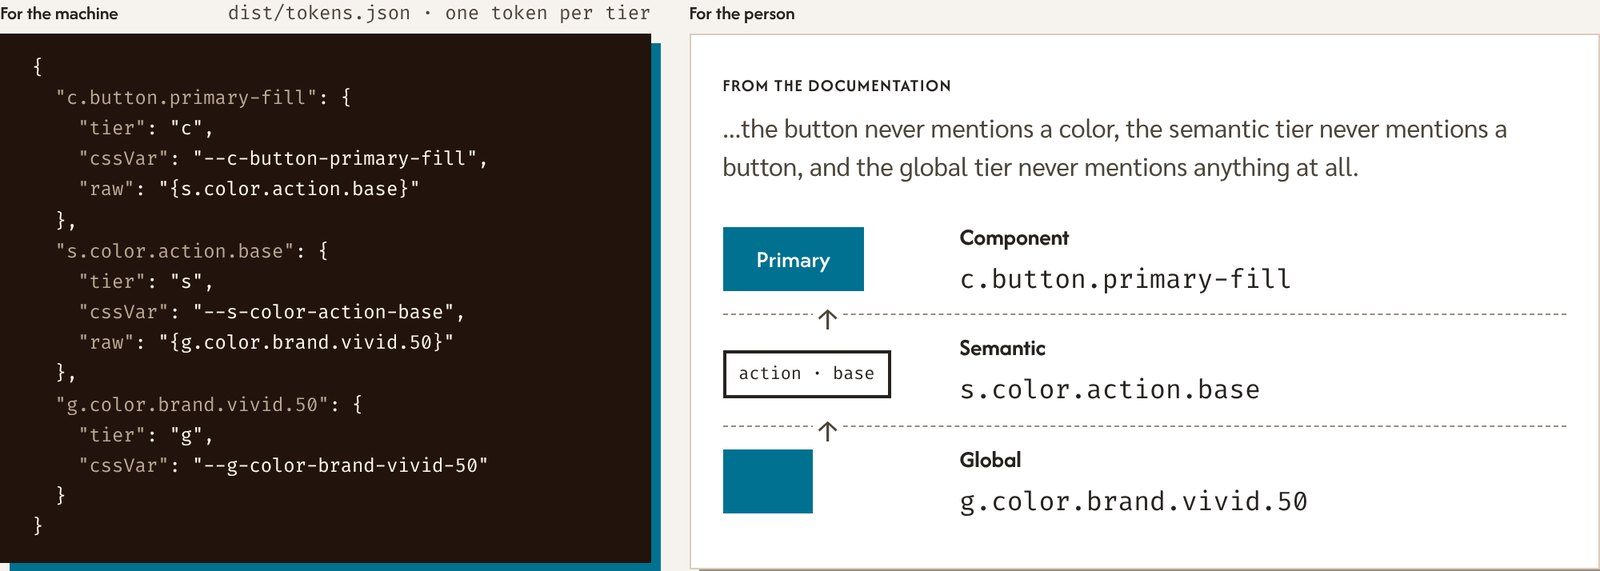 For the machine
dist/tokens.json · one token per tier
{
"c.button.primary-fill": {
"tier": "c",
"cssVar": "--c-button-primary-fill",
"raw": "{s.color.action.base}"
},
"s.color.action.base": {
"tier": "s",
"cssVar": "--s-color-action-base",
"raw": "{g.color.brand.vivid.50}"
},
"g.color.brand.vivid.50": {
"tier": "g",
"cssVar": "--g-color-brand-vivid-50"
}
}
For the person
FROM THE DOCUMENTATION
...the button never mentions a color, the semantic tier never mentions a
button, and the global tier never mentions anything at all.
Primary
Component
c.button.primary-fill
↑
action · base
Semantic
s.color.action.base
↑
Global
g.color.brand.vivid.50